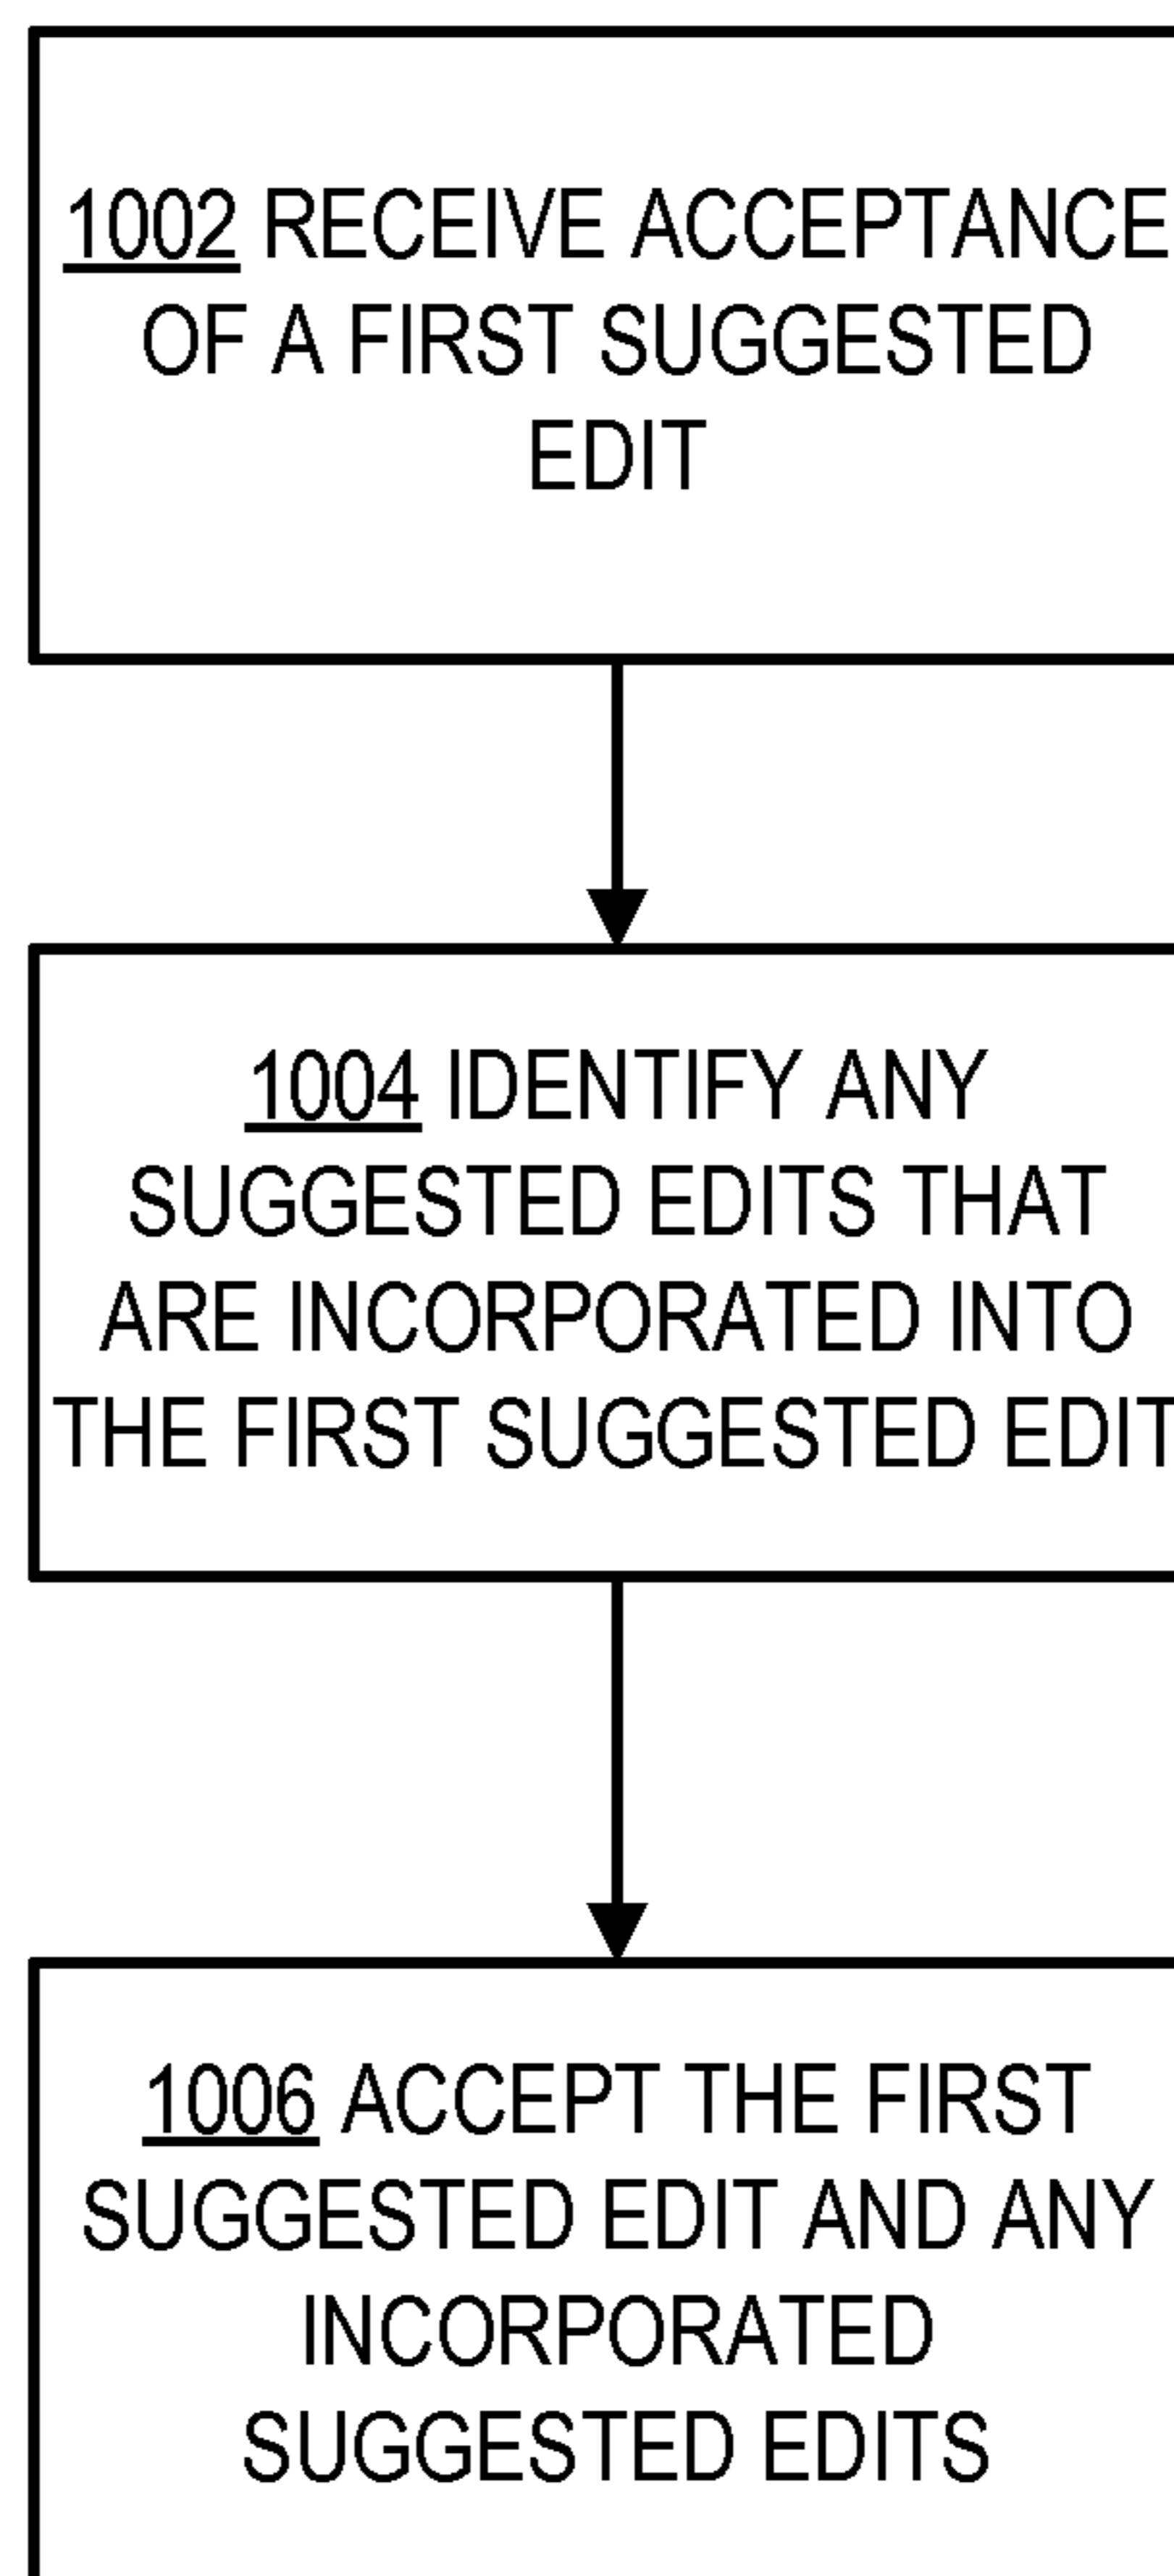 1002 RECEIVE ACCEPTANCE
OF A FIRST SUGGESTED
EDIT
1004 IDENTIFY ANY
SUGGESTED EDITS THAT
ARE INCORPORATED INTO
THE FIRST SUGGESTED EDIT
1006 ACCEPT THE FIRST
SUGGESTED EDIT AND ANY
INCORPORATED
SUGGESTED EDITS